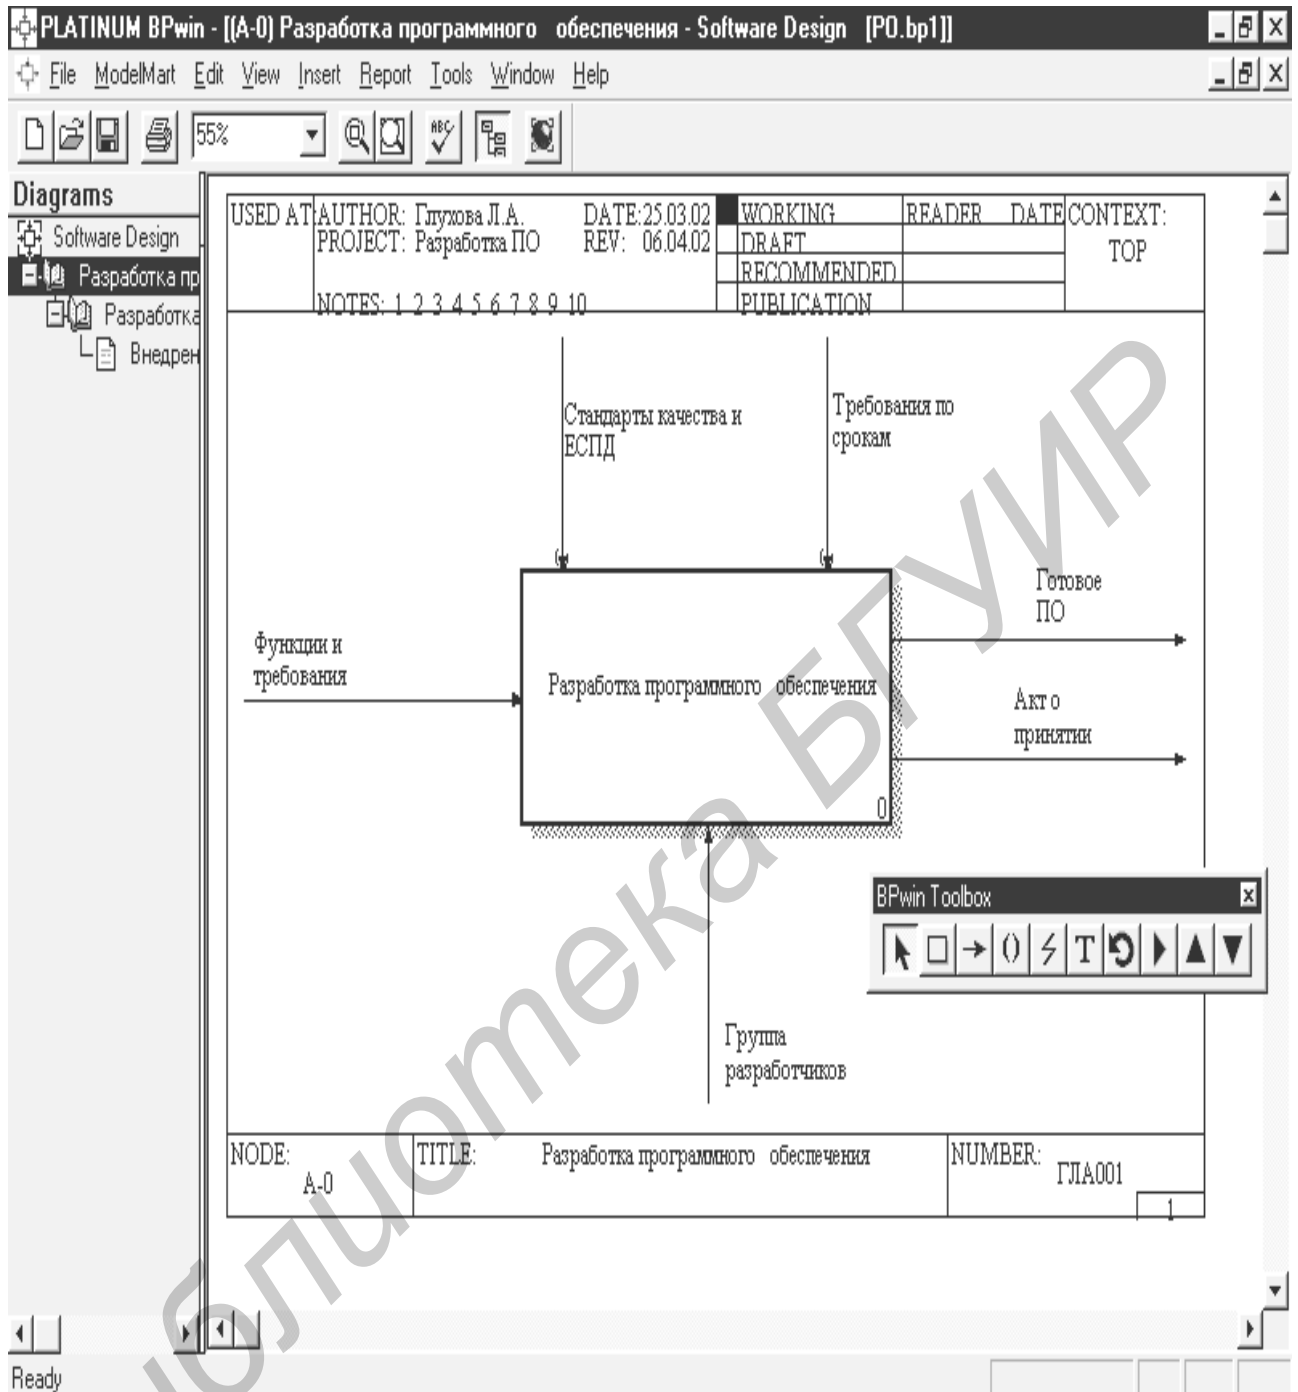 PLATINUM BPwin - [(A-0) Разработка программного обеспечения - Software Design [PO.bp1]]
File ModelMart Edit View Insert Report Tools Window Help
55%
ABC
Diagrams
Software Design
Разработка пр
Разработка
Внедрен
USED AT:
AUTHOR: Глухова Л.А.
DATE:25.03.02
PROJECT: Разработка ПО
REV: 06.04.02
NOTES: 1 2 3 4 5 6 7 8 9 10
WORKING
DRAFT
RECOMMENDED
PUBLICATION
READER DATE
CONTEXT:
TOP
Стандарты качества и
ЕСПД
Требования по
срокам
Функции и
требования
Разработка программного обеспечения
0
Готовое
ПО
Акт о
принятии
Группа
разработчиков
BPwin Toolbox
T
NODE:
A-0
TITLE:
Разработка программного обеспечения
NUMBER:
ГЛА001
1
Ready
блиотека БГУИР